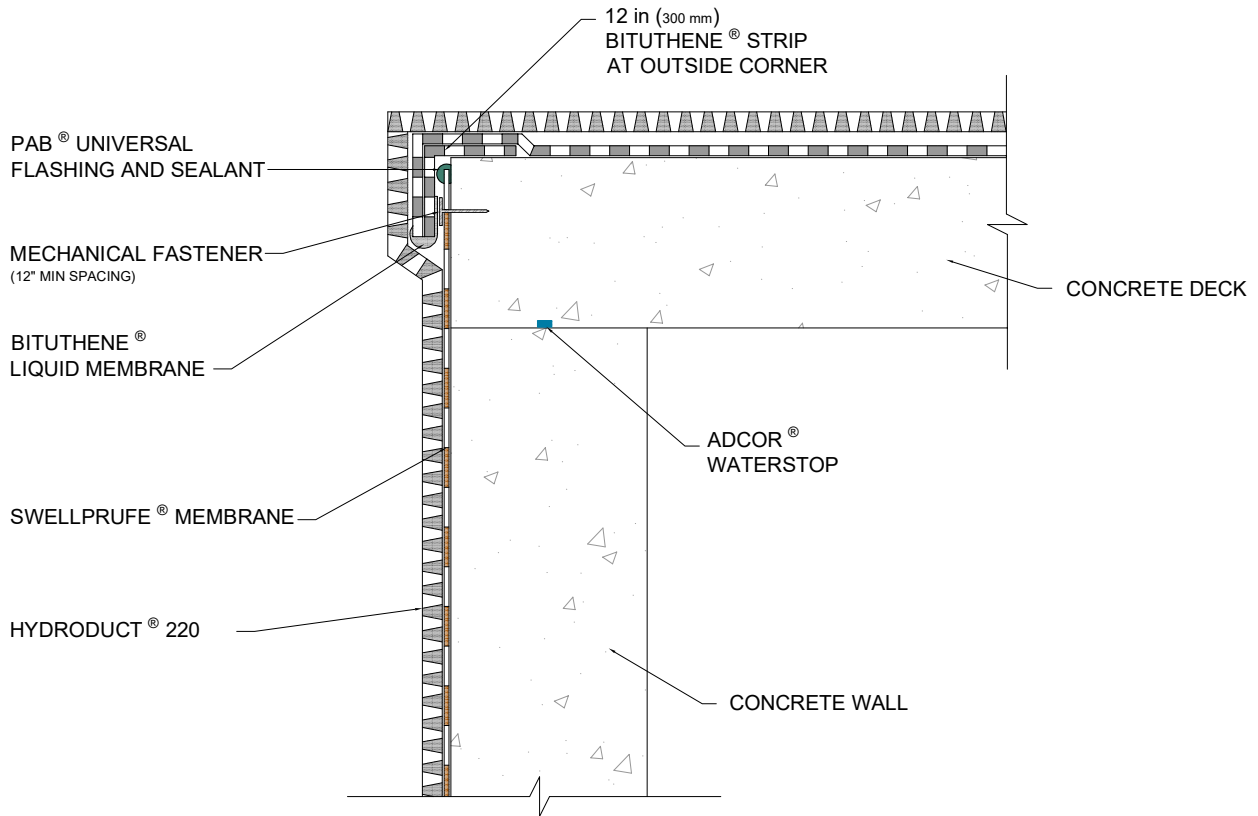 12 in (300 mm)
BITUTHENE ® STRIP
AT OUTSIDE CORNER
PAB ® UNIVERSAL
FLASHING AND SEALANT
MECHANICAL FASTENER
(12" MIN SPACING)
CONCRETE DECK
BITUTHENE ®
LIQUID MEMBRANE
ADCOR ®
WATERSTOP
SWELLPRUFE ® MEMBRANE
HYDRODUCT ® 220
CONCRETE WALL